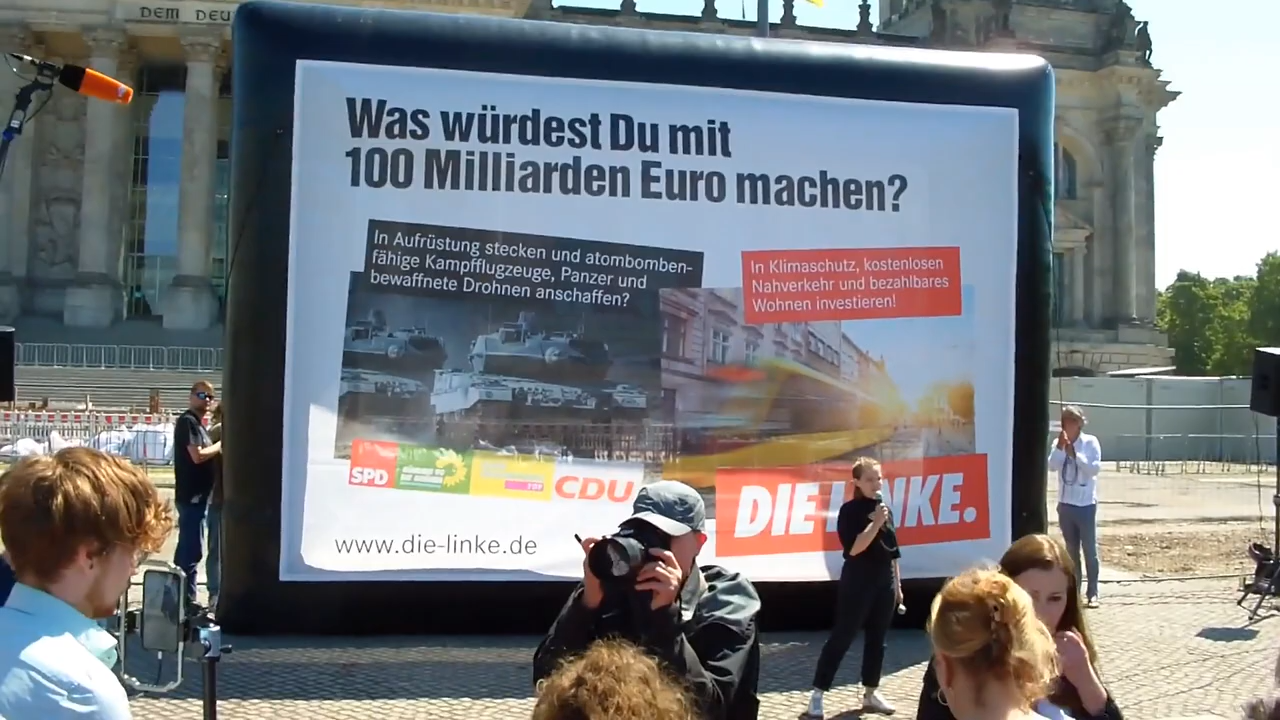 DEM DEU
Was würdest Du mit
100 Milliarden Euro machen?
In Aufrüstung stecken und atombomben-
fähige Kampfflugzeuge, Panzer und
bewaffnete Drohnen anschaffen?
In Klimaschutz, kostenlosen
Nahverkehr und bezahlbares
Wohnen investieren!
SPD
CDU
DIE LINKE.
www.die-linke.de